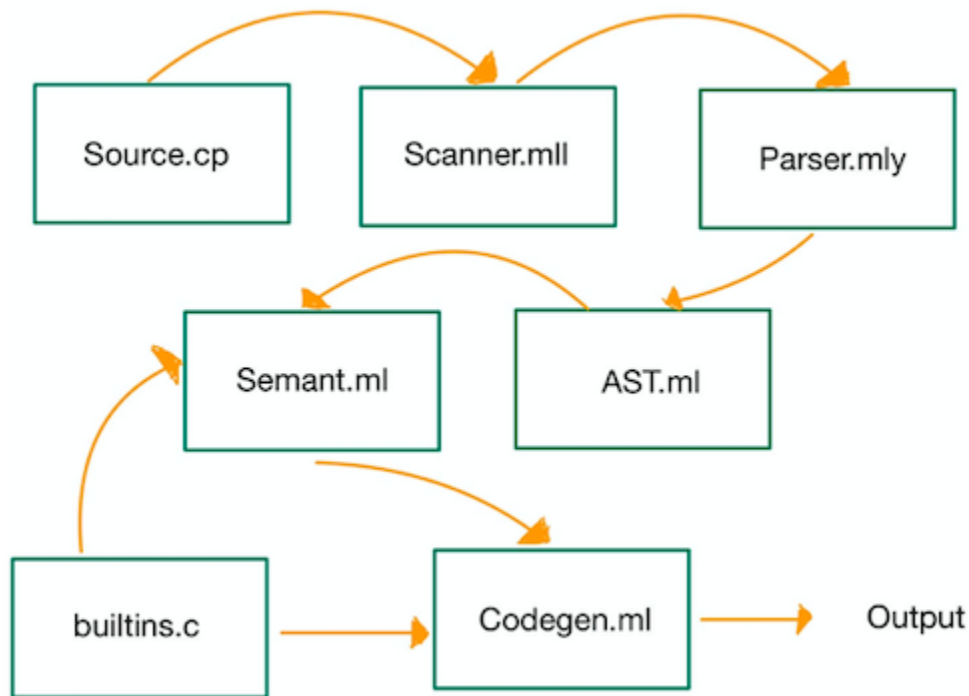 Source.cp
Scanner.mll
Parser.mly
Semant.ml
AST.ml
builtins.c
Codegen.ml
Output